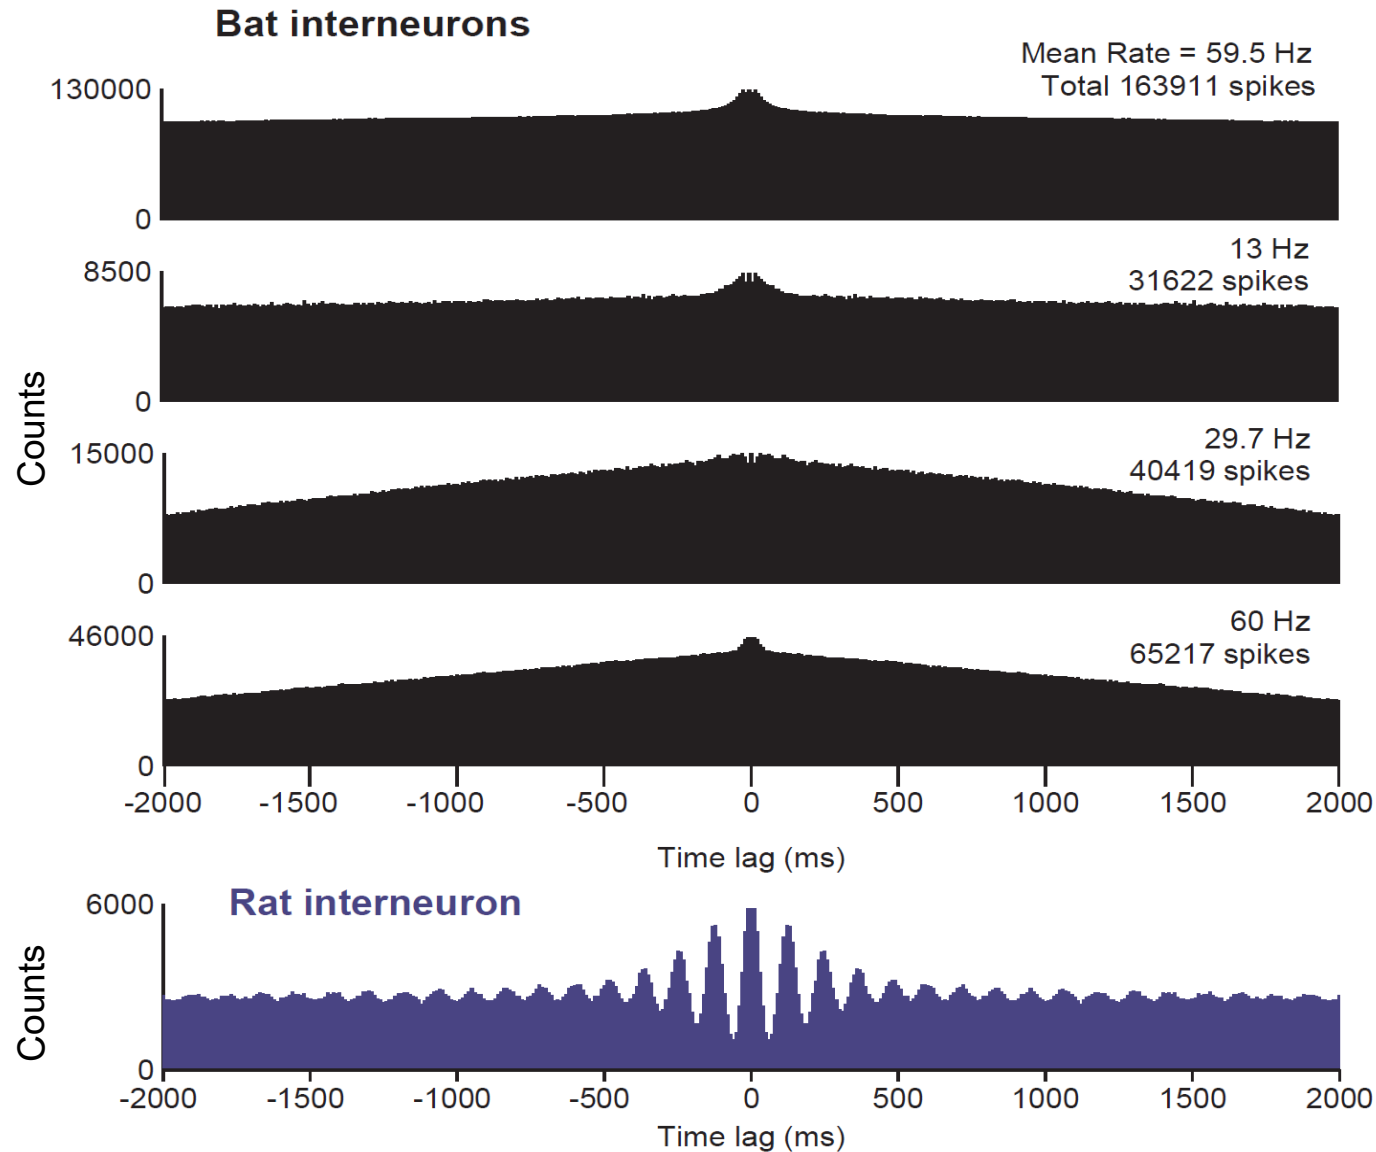 Bat interneurons
Mean Rate = 59.5 Hz
Total 163911 spikes
130000
0
13 Hz
31622 spikes
8500
0
Counts
29.7 Hz
40419 spikes
15000
0
60 Hz
65217 spikes
46000
0
-2000 -1500 -1000 -500 0 500 1000 1500 2000
Time lag (ms)
Rat interneuron
6000
Counts
0
-2000 -1500 -1000 -500 0 500 1000 1500 2000
Time lag (ms)